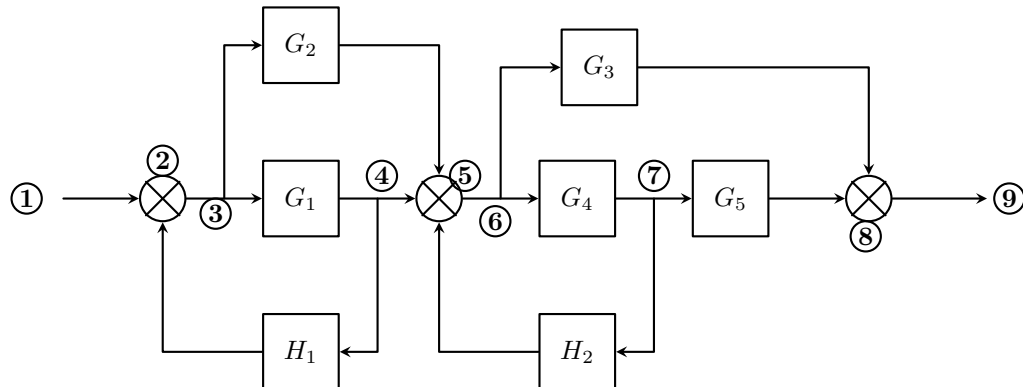 G₂
G₃
② 
① ③ G₁ ④ ⑤ ⑥ G₄ ⑦ G₅ ⑧ ⑨
H₁ H₂